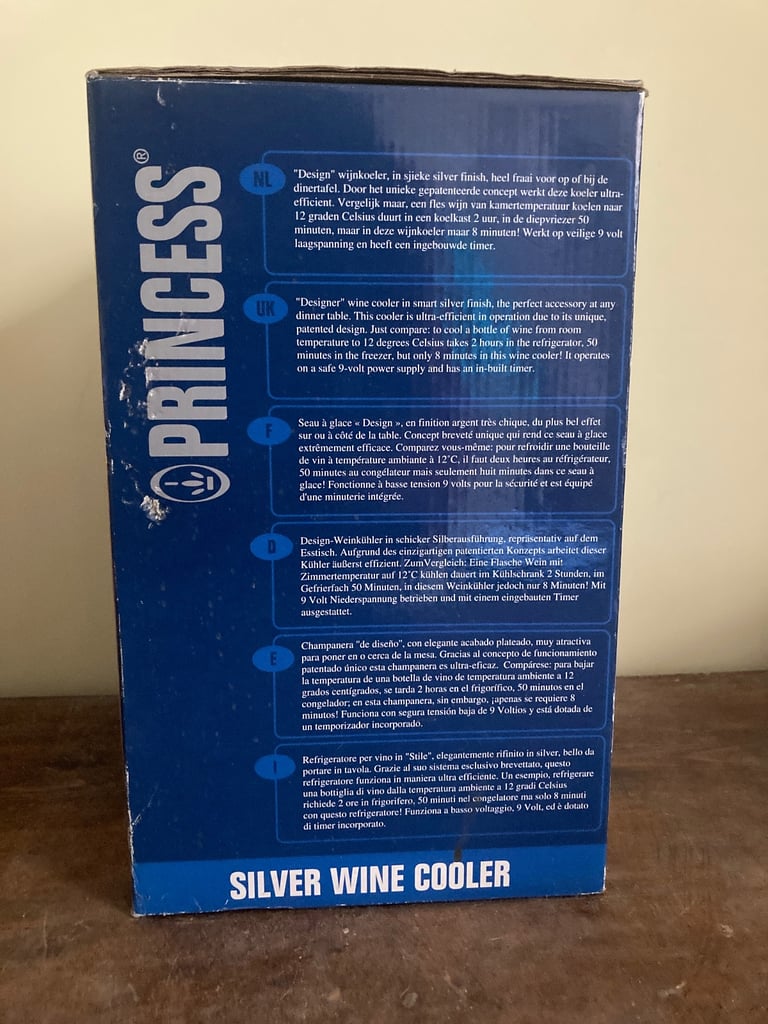 PRINCESS®
NL
"Design" wijnkoeler, in sjieke silver finish, heel fraai voor op of bij de
dinertafel. Door het unieke gepatenteerde concept werkt deze koeler ultra-
efficient. Vergelijk maar, een fles wijn van kamertemperatuur koelen naar
12 graden Celsius duurt in een koelkast 2 uur, in de diepvriezer 50
minuten, maar in deze wijnkoeler maar 8 minuten! Werkt op veilige 9 volt
laagspanning en heeft een ingebouwde timer.
UK
"Designer" wine cooler in smart silver finish, the perfect accessory at any
dinner table. This cooler is ultra-efficient in operation due to its unique,
patented design. Just compare: to cool a bottle of wine from room
temperature to 12 degrees Celsius takes 2 hours in the refrigerator, 50
minutes in the freezer, but only 8 minutes in this wine cooler! It operates
on a safe 9-volt power supply and has an in-built timer.
F
Seau à glace « Design », en finition argent très chique, du plus bel effet
sur ou à côté de la table. Concept breveté unique qui rend ce seau à glace
extrêmement efficace. Comparez vous-même: pour refroidir une bouteille
de vin à température ambiante à 12˚C, il faut deux heures au réfrigérateur,
50 minutes au congélateur mais seulement huit minutes dans ce seau à
glace! Fonctionne à basse tension 9 volts pour la sécurité et est équipé
d'une minuterie intégrée.
D
Design-Weinkühler in schicker Silberausführung, repräsentativ auf dem
Esstisch. Aufgrund des einzigartigen patentierten Konzepts arbeitet dieser
Kühler äußerst effizient. ZumVergleich: Eine Flasche Wein mit
Zimmertemperatur auf 12˚C kühlen dauert im Kühlschrank 2 Stunden, im
Gefrierfach 50 Minuten, in diesem Weinkühler jedoch nur 8 Minuten! Mit
9 Volt Niederspannung betrieben und mit einem eingebauten Timer
ausgestattet.
E
Champanera "de diseño", con elegante acabado plateado, muy atractiva
para poner en o cerca de la mesa. Gracias al concepto de funcionamiento
patentado único esta champanera es ultra-eficaz. Compárese: para bajar
la temperatura de una botella de vino de temperatura ambiente a 12
grados centígrados, se tarda 2 horas en el frigorífico, 50 minutos en el
congelador; en esta champanera, sin embargo, ¡apenas se requiere 8
minutos! Funciona con segura tensión baja de 9 Voltios y está dotada de
un temporizador incorporado.
I
Refrigeratore per vino in "Stile", elegantemente rifinito in silver, bello da
portare in tavola. Grazie al suo sistema esclusivo brevettato, questo
refrigeratore funziona in maniera ultra efficiente. Un esempio, refrigerare
una bottiglia di vino dalla temperatura ambiente a 12 gradi Celsius
richiede 2 ore in frigorifero, 50 minuti nel congelatore ma solo 8 minuti
con questo refrigeratore! Funziona a basso voltaggio, 9 Volt, ed è dotato
di timer incorporato.
SILVER WINE COOLER